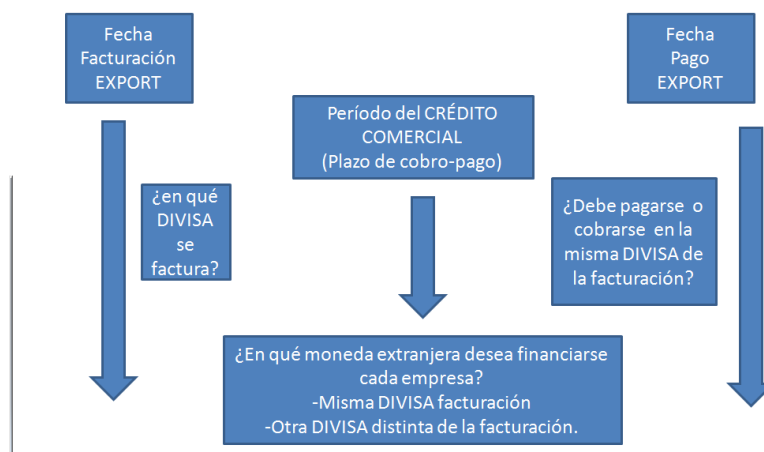 Fecha
Facturación
EXPORT
Fecha
Pago
EXPORT
Período del CRÉDITO
COMERCIAL
(Plazo de cobro-pago)
¿en qué
DIVISA
se
factura?
¿Debe pagarse o
cobrarse en la
misma DIVISA de
la facturación?
¿En qué moneda extranjera desea financiarse
cada empresa?
-Misma DIVISA facturación
-Otra DIVISA distinta de la facturación.